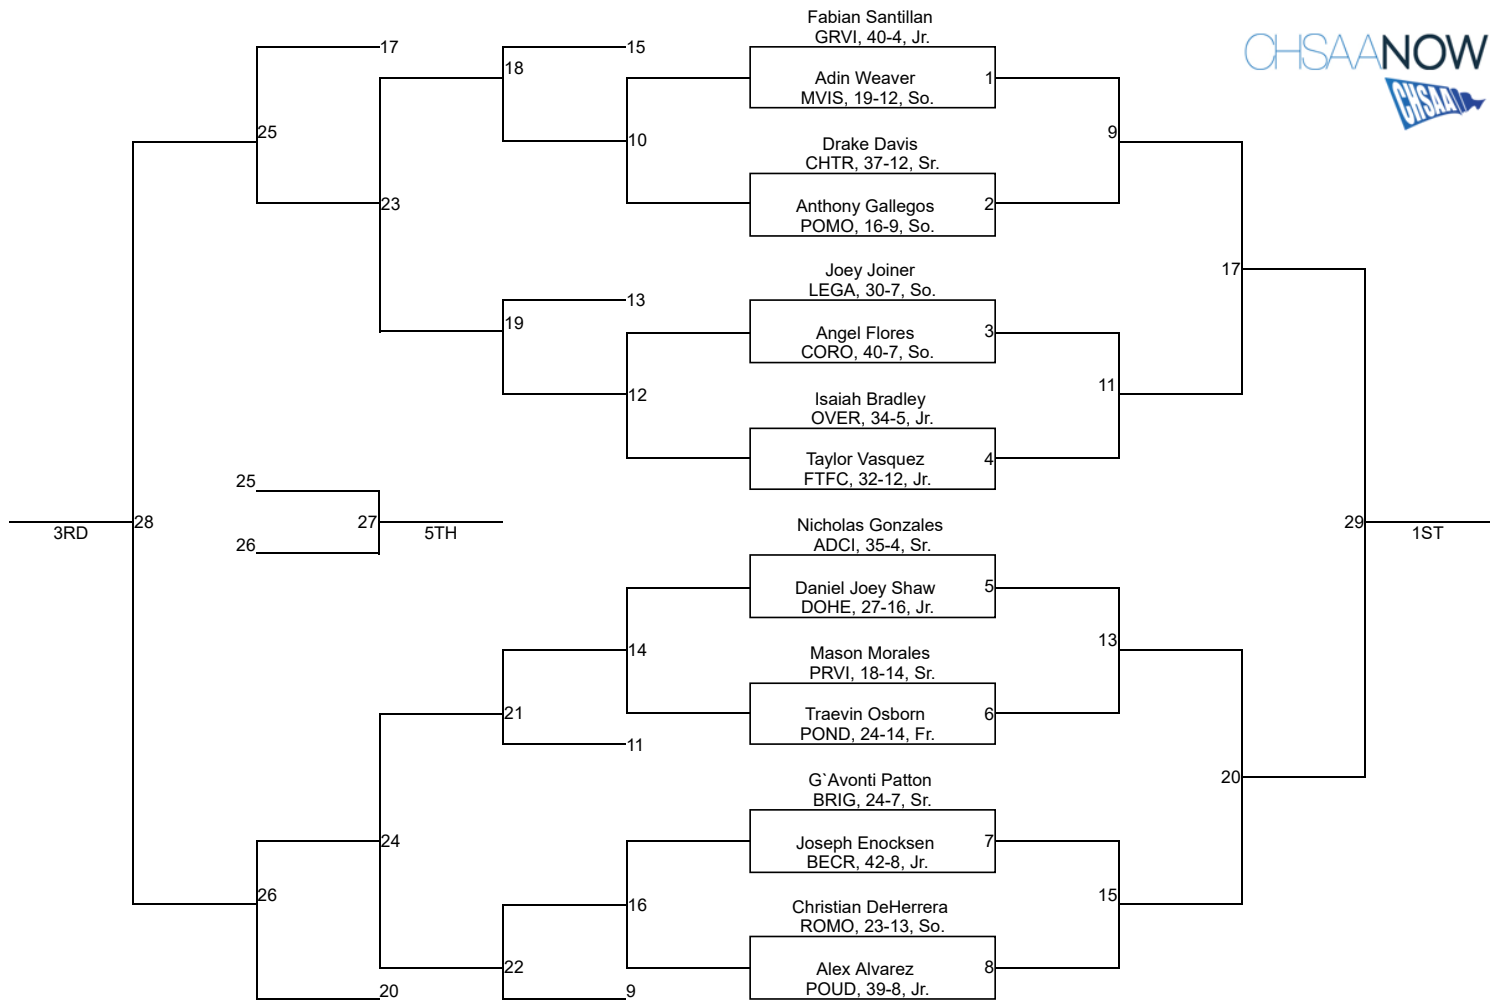 Fabian Santillan
GRVI, 40-4, Jr.
17
15
CHSAANOW
18
Adin Weaver
1
MVIS, 19-12, So.
CHSAA
25
10
9
Drake Davis
CHTR, 37-12, Sr.
23
Anthony Gallegos
2
POMO, 16-9, So.
Joey Joiner
17
LEGA, 30-7, So.
13
19
Angel Flores
3
CORO, 40-7, So.
12
11
Isaiah Bradley
OVER, 34-5, Jr.
Taylor Vasquez
4
FTFC, 32-12, Jr.
25
28
27
29
3RD
5TH
1ST
26
Nicholas Gonzales
ADCI, 35-4, Sr.
Daniel Joey Shaw
5
DOHE, 27-16, Jr.
14
13
Mason Morales
PRVI, 18-14, Sr.
21
Traevin Osborn
6
POND, 24-14, Fr.
11
G`Avonti Patton
20
BRIG, 24-7, Sr.
24
Joseph Enocksen
7
BECR, 42-8, Jr.
26
16
15
Christian DeHerrera
ROMO, 23-13, So.
22
Alex Alvarez
8
POUD, 39-8, Jr.
20
9